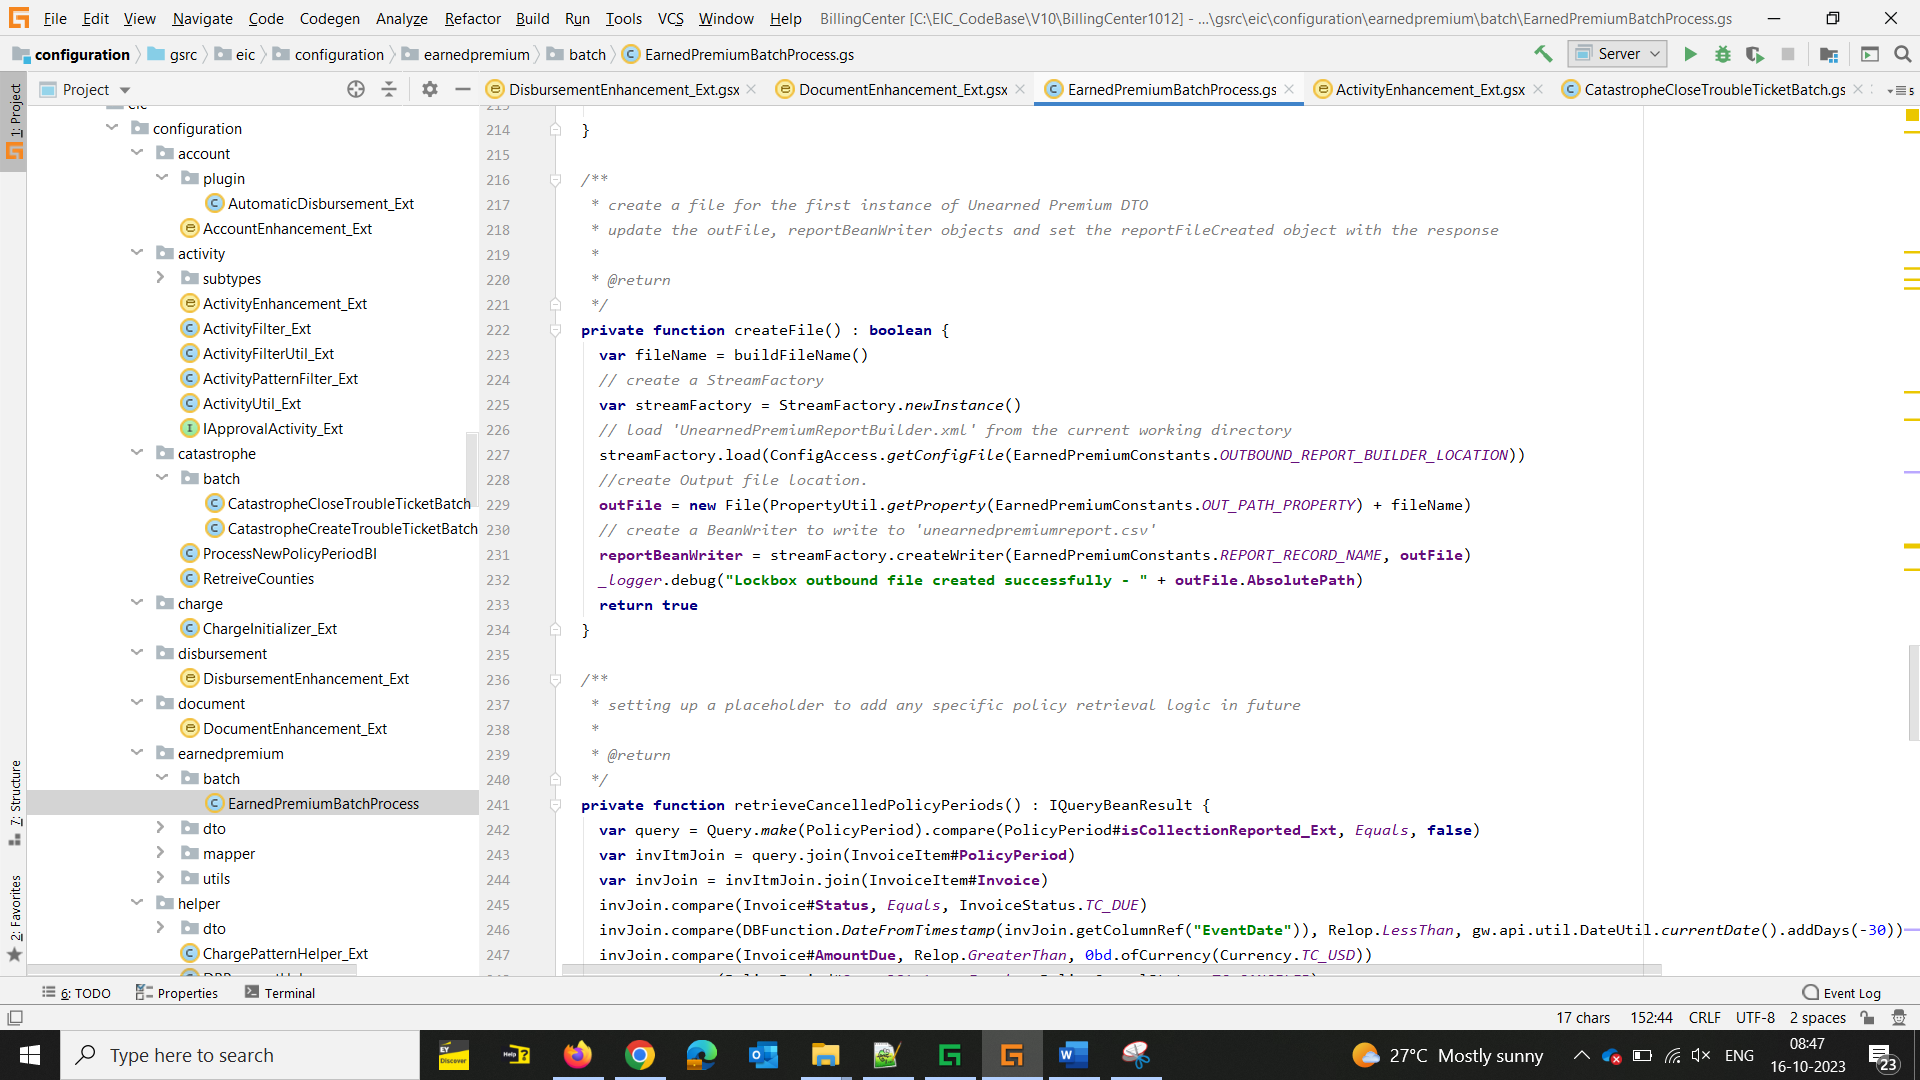 File Edit View Navigate Code Codegen Analyze Refactor Build Run Tools VCS Window Help BillingCenter [C:\EIC_CodeBase\V10\BillingCenter1012] - ...\gsrc\eic\configuration\earnedpremium\batch\EarnedPremiumBatchProcess.gs
configuration gsrc eic configuration earnedpremium batch EarnedPremiumBatchProcess.gs Server
Project DisbursementEnhancement_Ext.gsx DocumentEnhancement_Ext.gsx EarnedPremiumBatchProcess.gs ActivityEnhancement_Ext.gsx CatastropheCloseTroubleTicketBatch.gs 5
1: Project
7: Structure
2: Favorites
eic
configuration
account
plugin
AutomaticDisbursement_Ext
AccountEnhancement_Ext
activity
subtypes
ActivityEnhancement_Ext
ActivityFilter_Ext
ActivityFilterUtil_Ext
ActivityPatternFilter_Ext
ActivityUtil_Ext
IApprovalActivity_Ext
catastrophe
batch
CatastropheCloseTroubleTicketBatch
CatastropheCreateTroubleTicketBatch
ProcessNewPolicyPeriodBI
RetreiveCounties
charge
ChargeInitializer_Ext
disbursement
DisbursementEnhancement_Ext
document
DocumentEnhancement_Ext
earnedpremium
batch
EarnedPremiumBatchProcess
dto
mapper
utils
helper
dto
ChargePatternHelper_Ext
213
214 }
215
216 /**
217 * create a file for the first instance of Unearned Premium DTO
218 * update the outFile, reportBeanWriter objects and set the reportFileCreated object with the response
219 *
220 * @return
221 */
222 private function createFile() : boolean {
223 var fileName = buildFileName()
224 // create a StreamFactory
225 var streamFactory = StreamFactory.newInstance()
226 // load 'UnearnedPremiumReportBuilder.xml' from the current working directory
227 streamFactory.load(ConfigAccess.getConfigFile(EarnedPremiumConstants.OUTBOUND_REPORT_BUILDER_LOCATION))
228 //create Output file location.
229 outFile = new File(PropertyUtil.getProperty(EarnedPremiumConstants.OUT_PATH_PROPERTY) + fileName)
230 // create a BeanWriter to write to 'unearnedpremiumreport.csv'
231 reportBeanWriter = streamFactory.createWriter(EarnedPremiumConstants.REPORT_RECORD_NAME, outFile)
232 _logger.debug("Lockbox outbound file created successfully - " + outFile.AbsolutePath)
233 return true
234 }
235
236 /**
237 * setting up a placeholder to add any specific policy retrieval logic in future
238 *
239 * @return
240 */
241 private function retrieveCancelledPolicyPeriods() : IQueryBeanResult {
242 var query = Query.make(PolicyPeriod).compare(PolicyPeriod#isCollectionReported_Ext, Equals, false)
243 var invItmJoin = query.join(InvoiceItem#PolicyPeriod)
244 var invJoin = invItmJoin.join(InvoiceItem#Invoice)
245 invJoin.compare(Invoice#Status, Equals, InvoiceStatus.TC_DUE)
246 invJoin.compare(DBFunction.DateFromTimestamp(invJoin.getColumnRef("EventDate")), Relop.LessThan, gw.api.util.DateUtil.currentDate().addDays(-30))
247 invJoin.compare(Invoice#AmountDue, Relop.GreaterThan, 0bd.ofCurrency(Currency.TC_USD))
6: TODO Properties Terminal Event Log
17 chars 152:44 CRLF UTF-8 2 spaces
Type here to search EY Discover Help ? 27°C Mostly sunny ENG 08:47 16-10-2023 23